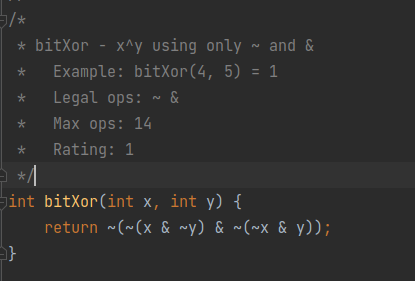 /*
 * bitXor - x^y using only ~ and &
 *   Example: bitXor(4, 5) = 1
 *   Legal ops: ~ &
 *   Max ops: 14
 *   Rating: 1
 */
int bitXor(int x, int y) {
    return ~(~(x & ~y) & ~(~x & y));
}